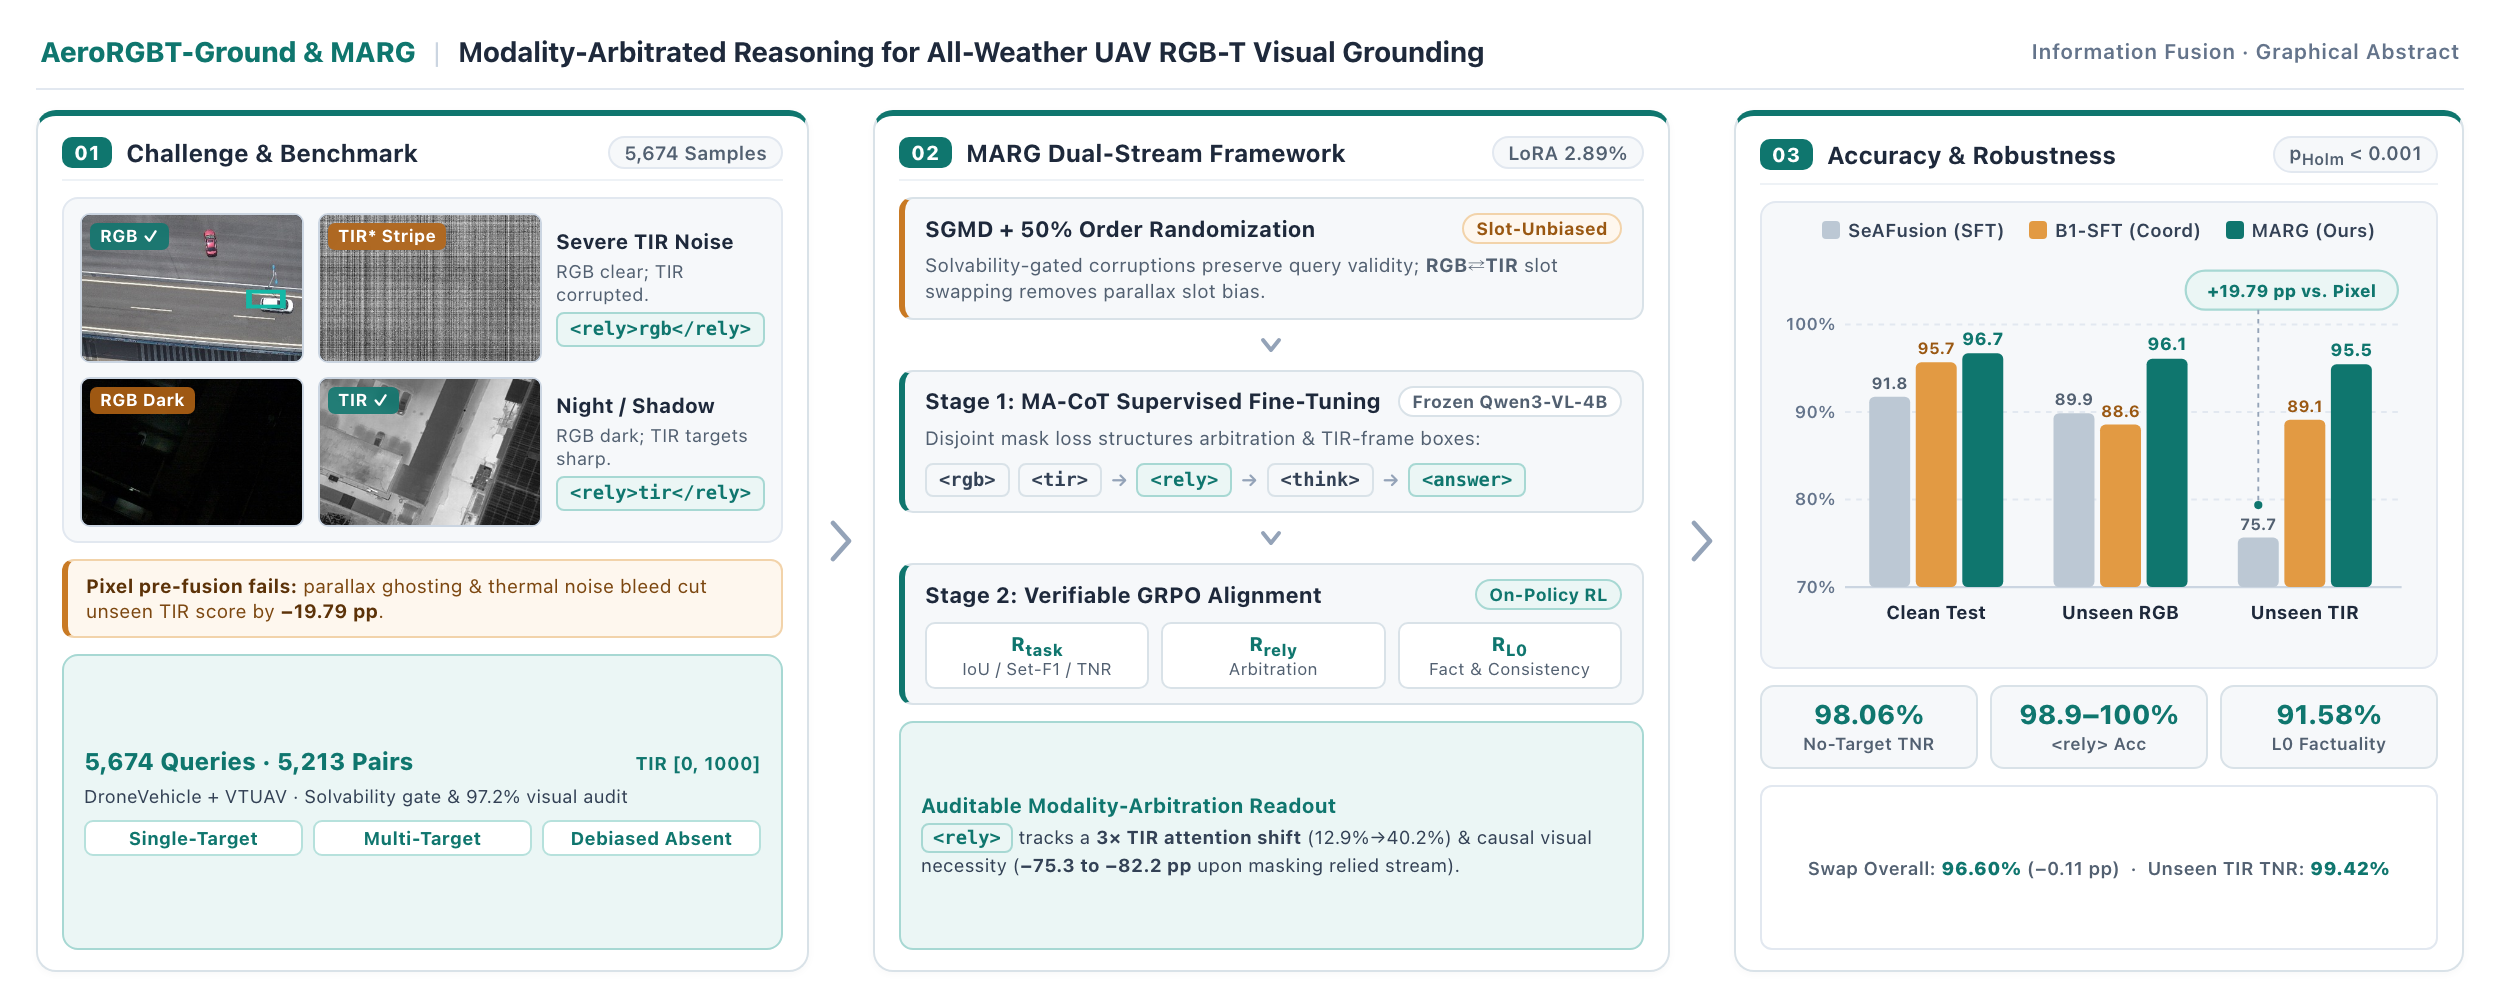 AeroRGBT-Ground & MARG | Modality-Arbitrated Reasoning for All-Weather UAV RGB-T Visual Grounding
Information Fusion · Graphical Abstract
01 Challenge & Benchmark
5,674 Samples
RGB ✓
TIR* Stripe
Severe TIR Noise
RGB clear; TIR
corrupted.
<rely>rgb</rely>
RGB Dark
TIR ✓
Night / Shadow
RGB dark; TIR targets
sharp.
<rely>tir</rely>
Pixel pre-fusion fails: parallax ghosting & thermal noise bleed cut
unseen TIR score by −19.79 pp.
5,674 Queries · 5,213 Pairs
TIR [0, 1000]
DroneVehicle + VTUAV · Solvability gate & 97.2% visual audit
Single-Target
Multi-Target
Debiased Absent
02 MARG Dual-Stream Framework
LoRA 2.89%
SGMD + 50% Order Randomization
Slot-Unbiased
Solvability-gated corruptions preserve query validity; RGB⇄TIR slot
swapping removes parallax slot bias.
Stage 1: MA-CoT Supervised Fine-Tuning
Frozen Qwen3-VL-4B
Disjoint mask loss structures arbitration & TIR-frame boxes:
<rgb> <tir> → <rely> → <think> → <answer>
Stage 2: Verifiable GRPO Alignment
On-Policy RL
Rtask
IoU / Set-F1 / TNR
Rrely
Arbitration
RL0
Fact & Consistency
Auditable Modality-Arbitration Readout
<rely> tracks a 3× TIR attention shift (12.9%→40.2%) & causal visual
necessity (−75.3 to −82.2 pp upon masking relied stream).
03 Accuracy & Robustness
pHolm < 0.001
SeAFusion (SFT)
B1-SFT (Coord)
MARG (Ours)
+19.79 pp vs. Pixel
100%
90%
80%
70%
91.8
95.7
96.7
89.9
88.6
96.1
75.7
89.1
95.5
Clean Test
Unseen RGB
Unseen TIR
98.06%
No-Target TNR
98.9–100%
<rely> Acc
91.58%
L0 Factuality
Swap Overall: 96.60% (−0.11 pp) · Unseen TIR TNR: 99.42%